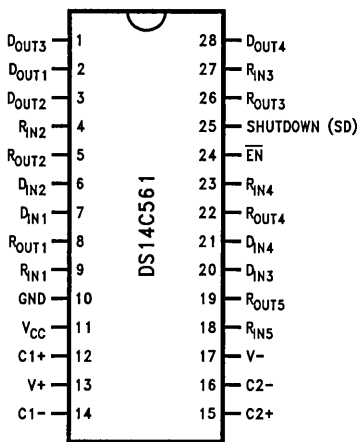 DOUT3 1 28 DOUT4
DOUT1 2 27 RIN3
DOUT2 3 26 ROUT3
RIN2 4 25 SHUTDOWN (SD)
ROUT2 5 24 E̅N̅
DIN2 6 23 RIN4
DIN1 7 22 ROUT4
ROUT1 8 21 DIN4
RIN1 9 20 DIN3
GND 10 19 ROUT5
VCC 11 18 RIN5
C1+ 12 17 V-
V+ 13 16 C2-
C1- 14 15 C2+
DS14C561